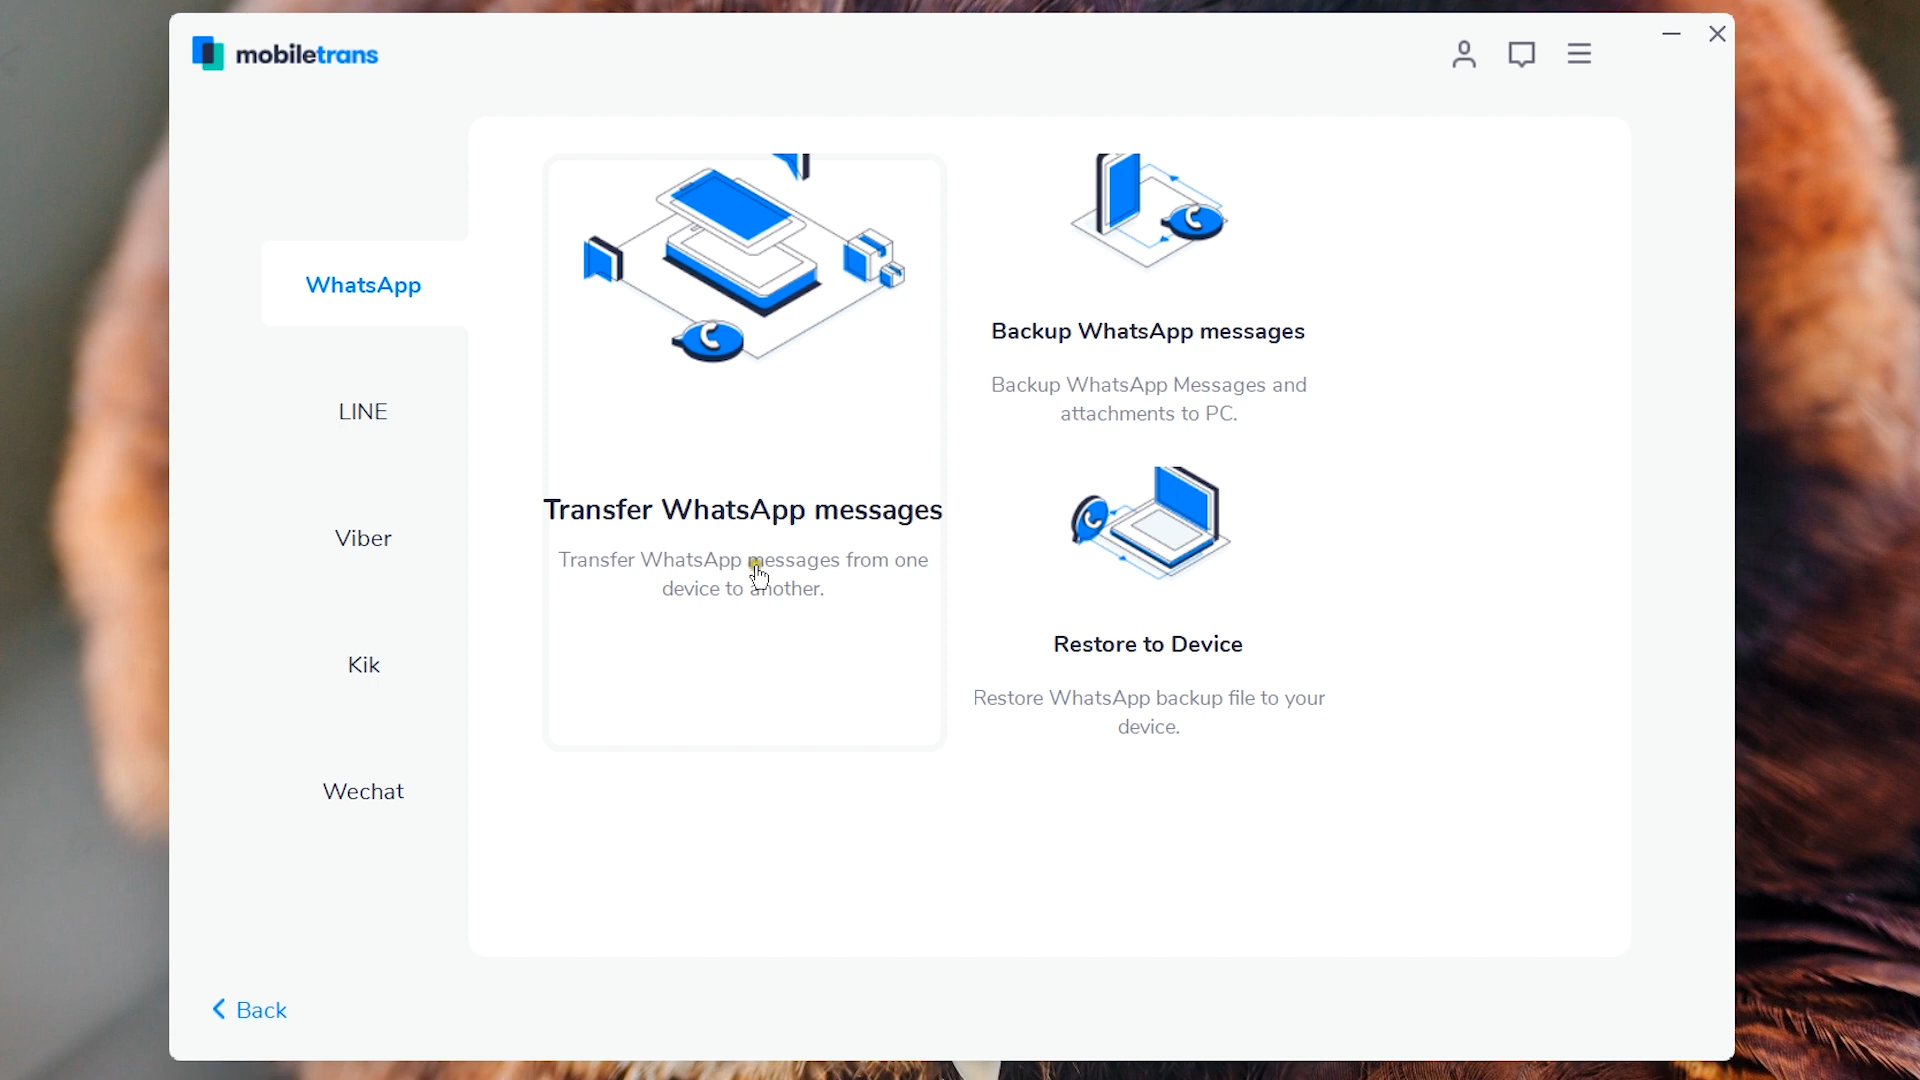 mobiletrans
WhatsApp
LINE
Viber
Kik
Wechat
Transfer WhatsApp messages
Transfer WhatsApp messages from one
device to another.
Backup WhatsApp messages
Backup WhatsApp Messages and
attachments to PC.
Restore to Device
Restore WhatsApp backup file to your
device.
Back